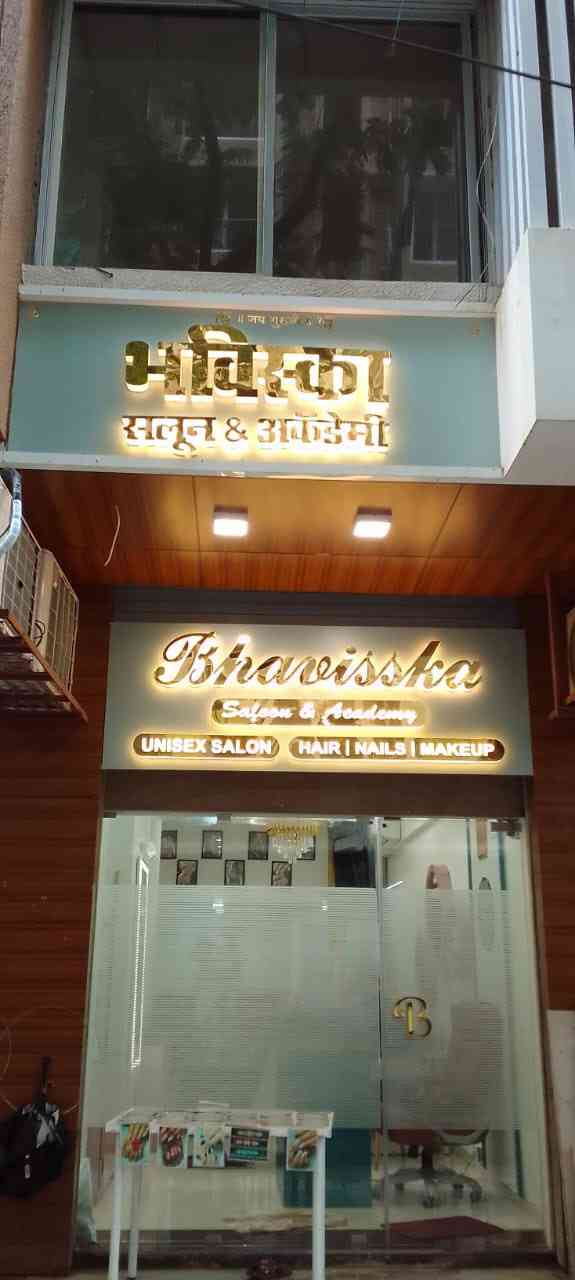 ॥ जय गुरुदेव ॥
भविस्का
सलून & अकॅडेमी
Bhavisska
Saloon & Academy
UNISEX SALON HAIR | NAILS | MAKEUP
B